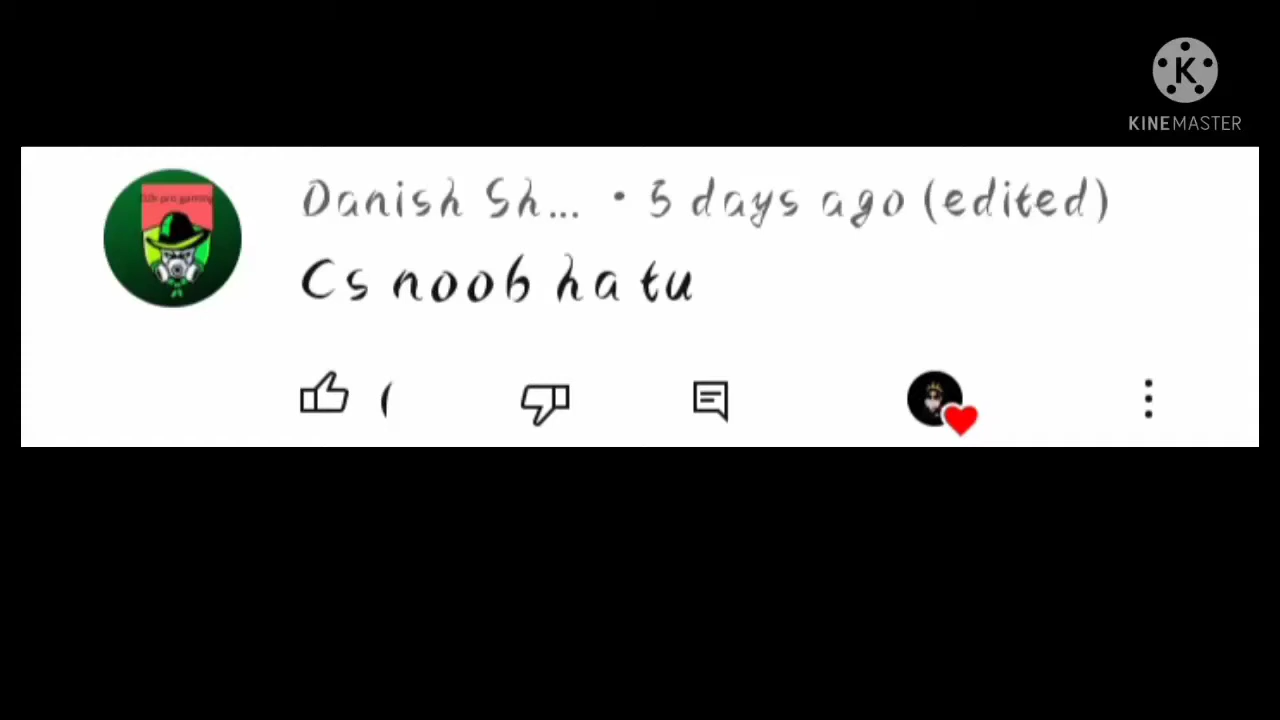 KINEMASTER
Danish Sh... • 5 days ago (edited)
Cs noob ha tu